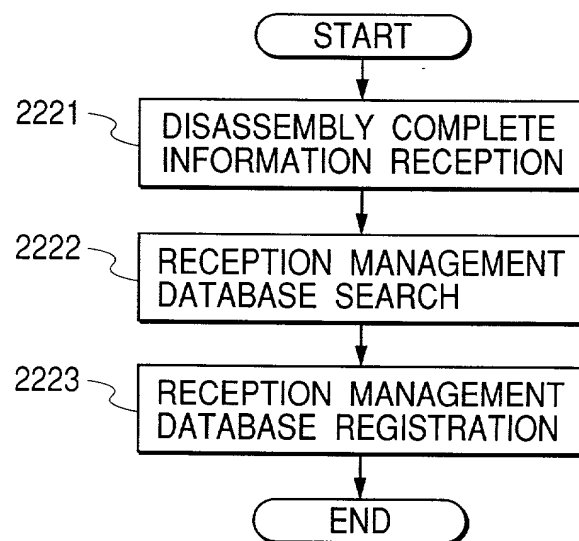 START
2221
DISASSEMBLY COMPLETE
INFORMATION RECEPTION
2222
RECEPTION MANAGEMENT
DATABASE SEARCH
2223
RECEPTION MANAGEMENT
DATABASE REGISTRATION
END